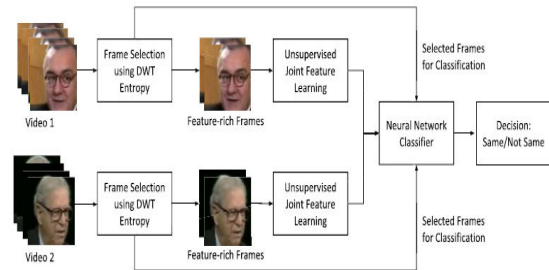 Frame Selection
using DWT
Entropy
Unsupervised
Joint Feature
Learning
Selected Frames
for Classification
Video 1
Feature-rich Frames
Neural Network
Classifier
Decision:
Same/Not Same
Frame Selection
using DWT
Entropy
Unsupervised
Joint Feature
Learning
Selected Frames
for Classification
Video 2
Feature-rich Frames